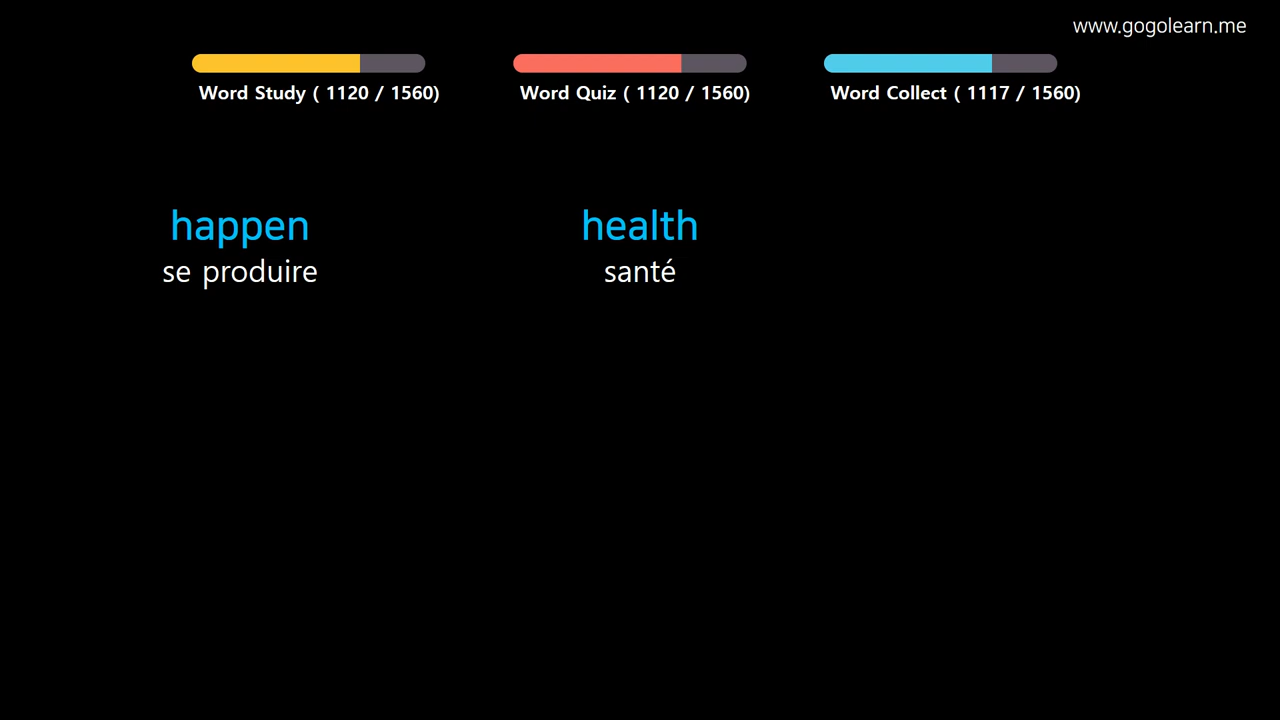 www.gogolearn.me
Word Study ( 1120 / 1560)
Word Quiz ( 1120 / 1560)
Word Collect ( 1117 / 1560)
happen
se produire
health
santé